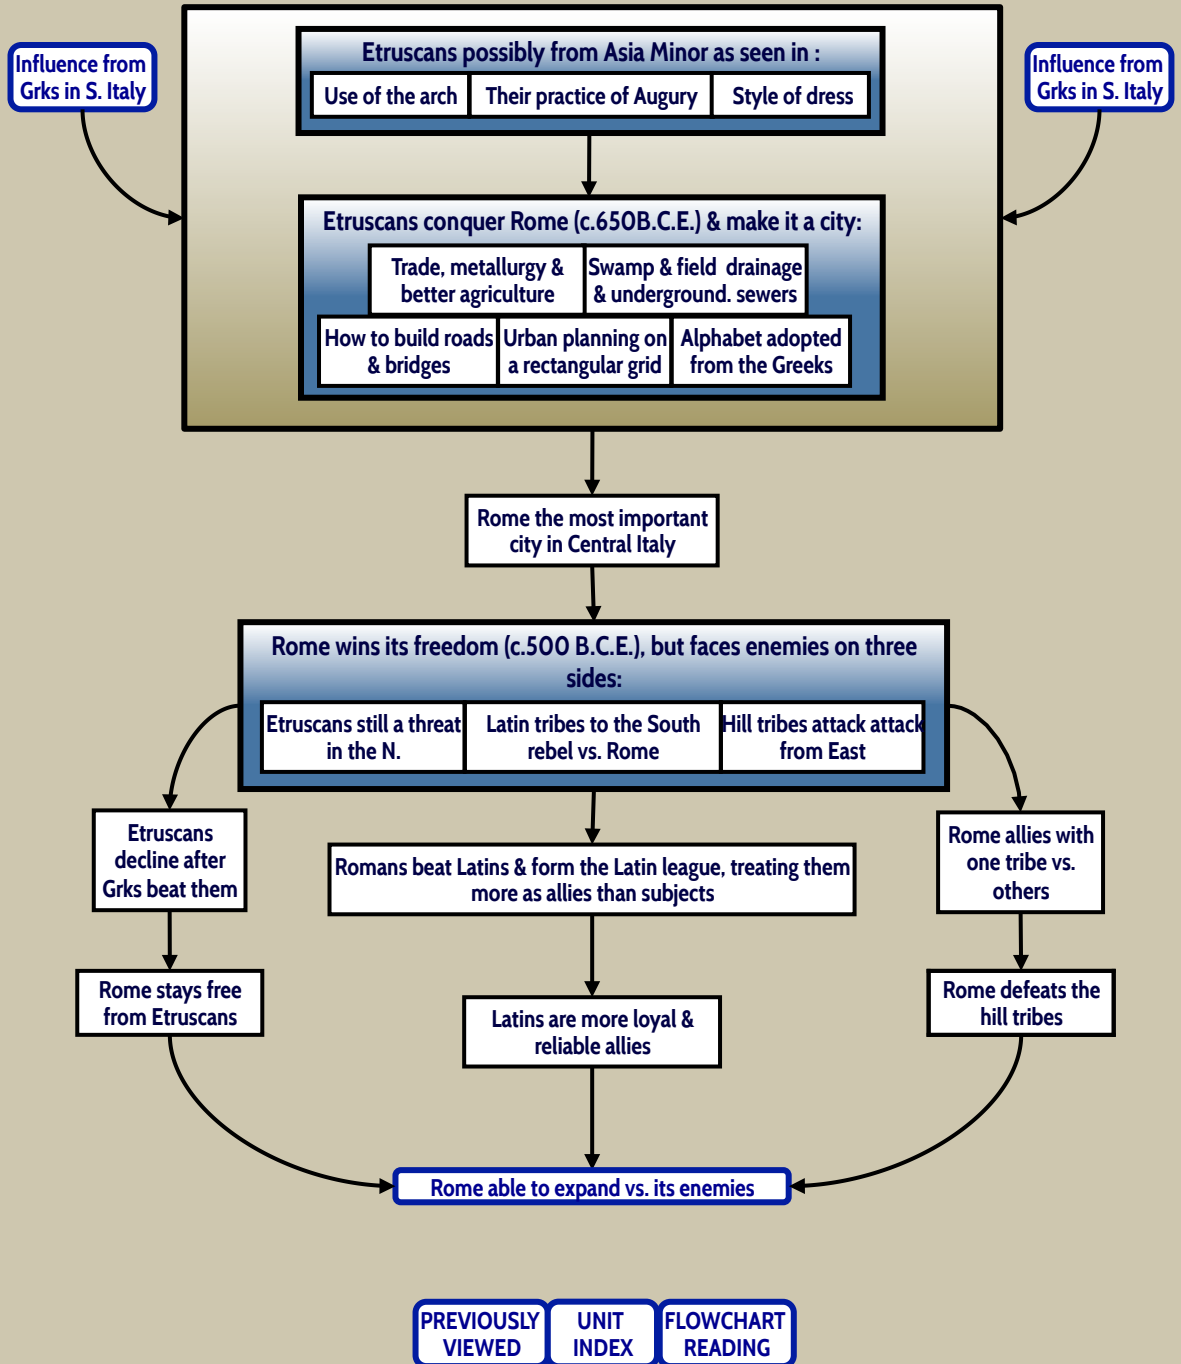 Etruscans possibly from Asia Minor as seen in :
Influence from
Grks in S. Italy
Use of the arch
Their practice of Augury
Style of dress
Influence from
Grks in S. Italy
Etruscans conquer Rome (c.650B.C.E.) & make it a city:
Trade, metallurgy &
better agriculture
Swamp & field drainage
& underground. sewers
How to build roads
& bridges
Urban planning on
a rectangular grid
Alphabet adopted
from the Greeks
Rome the most important
city in Central Italy
Rome wins its freedom (c.500 B.C.E.), but faces enemies on three
sides:
Etruscans still a threat
in the N.
Latin tribes to the South
rebel vs. Rome
Hill tribes attack attack
from East
Etruscans
decline after
Grks beat them
Romans beat Latins & form the Latin league, treating them
more as allies than subjects
Rome allies with
one tribe vs.
others
Rome stays free
from Etruscans
Latins are more loyal &
reliable allies
Rome defeats the
hill tribes
Rome able to expand vs. its enemies
PREVIOUSLY
VIEWED
UNIT
INDEX
FLOWCHART
READING